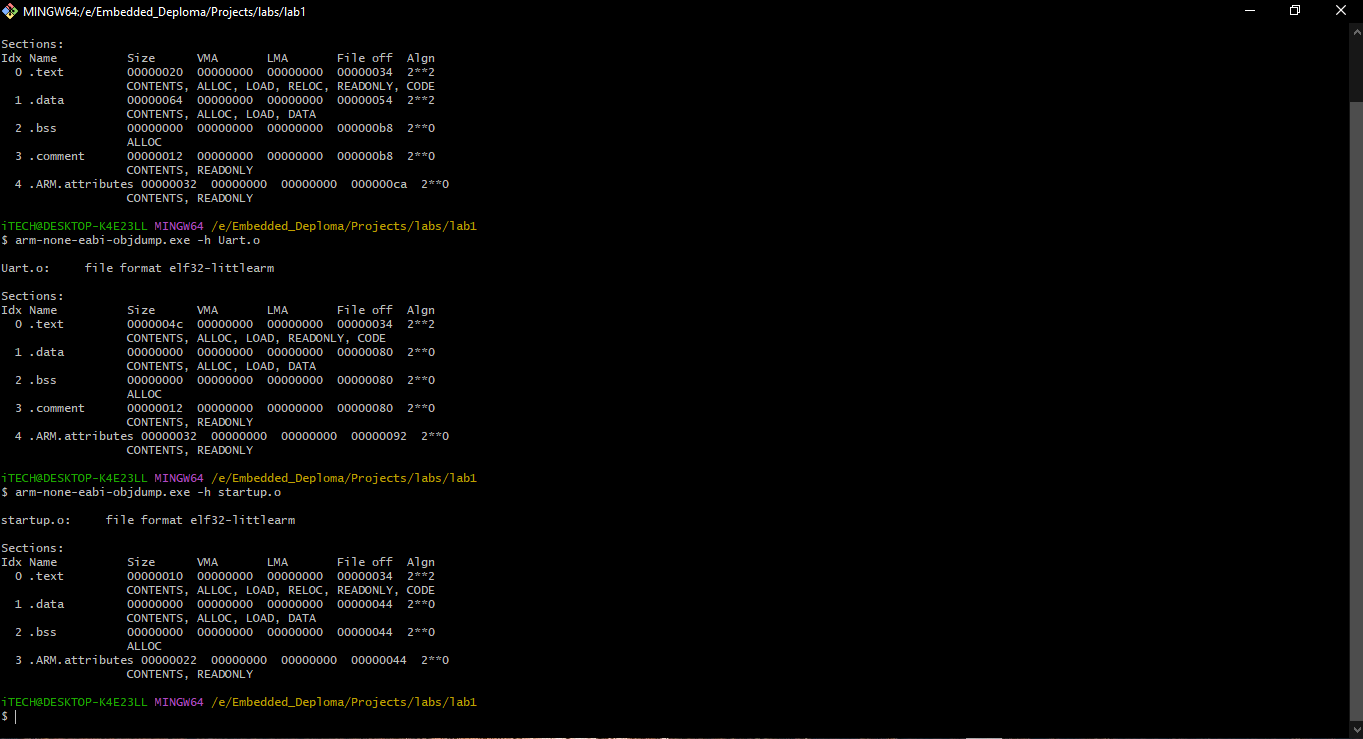 MINGW64:/e/Embedded_Deploma/Projects/labs/lab1
Sections:
Idx Name          Size      VMA       LMA       File off  Algn
  0 .text         00000020  00000000  00000000  00000034  2**2
                  CONTENTS, ALLOC, LOAD, RELOC, READONLY, CODE
  1 .data         00000064  00000000  00000000  00000054  2**2
                  CONTENTS, ALLOC, LOAD, DATA
  2 .bss          00000000  00000000  00000000  000000b8  2**0
                  ALLOC
  3 .comment      00000012  00000000  00000000  000000b8  2**0
                  CONTENTS, READONLY
  4 .ARM.attributes 00000032  00000000  00000000  000000ca  2**0
                  CONTENTS, READONLY
iTECH@DESKTOP-K4E23LL MINGW64 /e/Embedded_Deploma/Projects/labs/lab1
$ arm-none-eabi-objdump.exe -h Uart.o
Uart.o:     file format elf32-littlearm
Sections:
Idx Name          Size      VMA       LMA       File off  Algn
  0 .text         0000004c  00000000  00000000  00000034  2**2
                  CONTENTS, ALLOC, LOAD, READONLY, CODE
  1 .data         00000000  00000000  00000000  00000080  2**0
                  CONTENTS, ALLOC, LOAD, DATA
  2 .bss          00000000  00000000  00000000  00000080  2**0
                  ALLOC
  3 .comment      00000012  00000000  00000000  00000080  2**0
                  CONTENTS, READONLY
  4 .ARM.attributes 00000032  00000000  00000000  00000092  2**0
                  CONTENTS, READONLY
iTECH@DESKTOP-K4E23LL MINGW64 /e/Embedded_Deploma/Projects/labs/lab1
$ arm-none-eabi-objdump.exe -h startup.o
startup.o:     file format elf32-littlearm
Sections:
Idx Name          Size      VMA       LMA       File off  Algn
  0 .text         00000010  00000000  00000000  00000034  2**2
                  CONTENTS, ALLOC, LOAD, RELOC, READONLY, CODE
  1 .data         00000000  00000000  00000000  00000044  2**0
                  CONTENTS, ALLOC, LOAD, DATA
  2 .bss          00000000  00000000  00000000  00000044  2**0
                  ALLOC
  3 .ARM.attributes 00000022  00000000  00000000  00000044  2**0
                  CONTENTS, READONLY
iTECH@DESKTOP-K4E23LL MINGW64 /e/Embedded_Deploma/Projects/labs/lab1
$